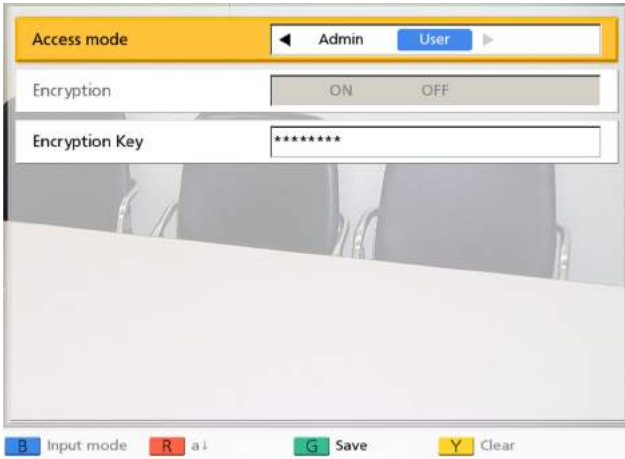 Access mode ◀ Admin User ▶
Encryption ON OFF
Encryption Key ********
B Input mode R a↓ G Save Y Clear